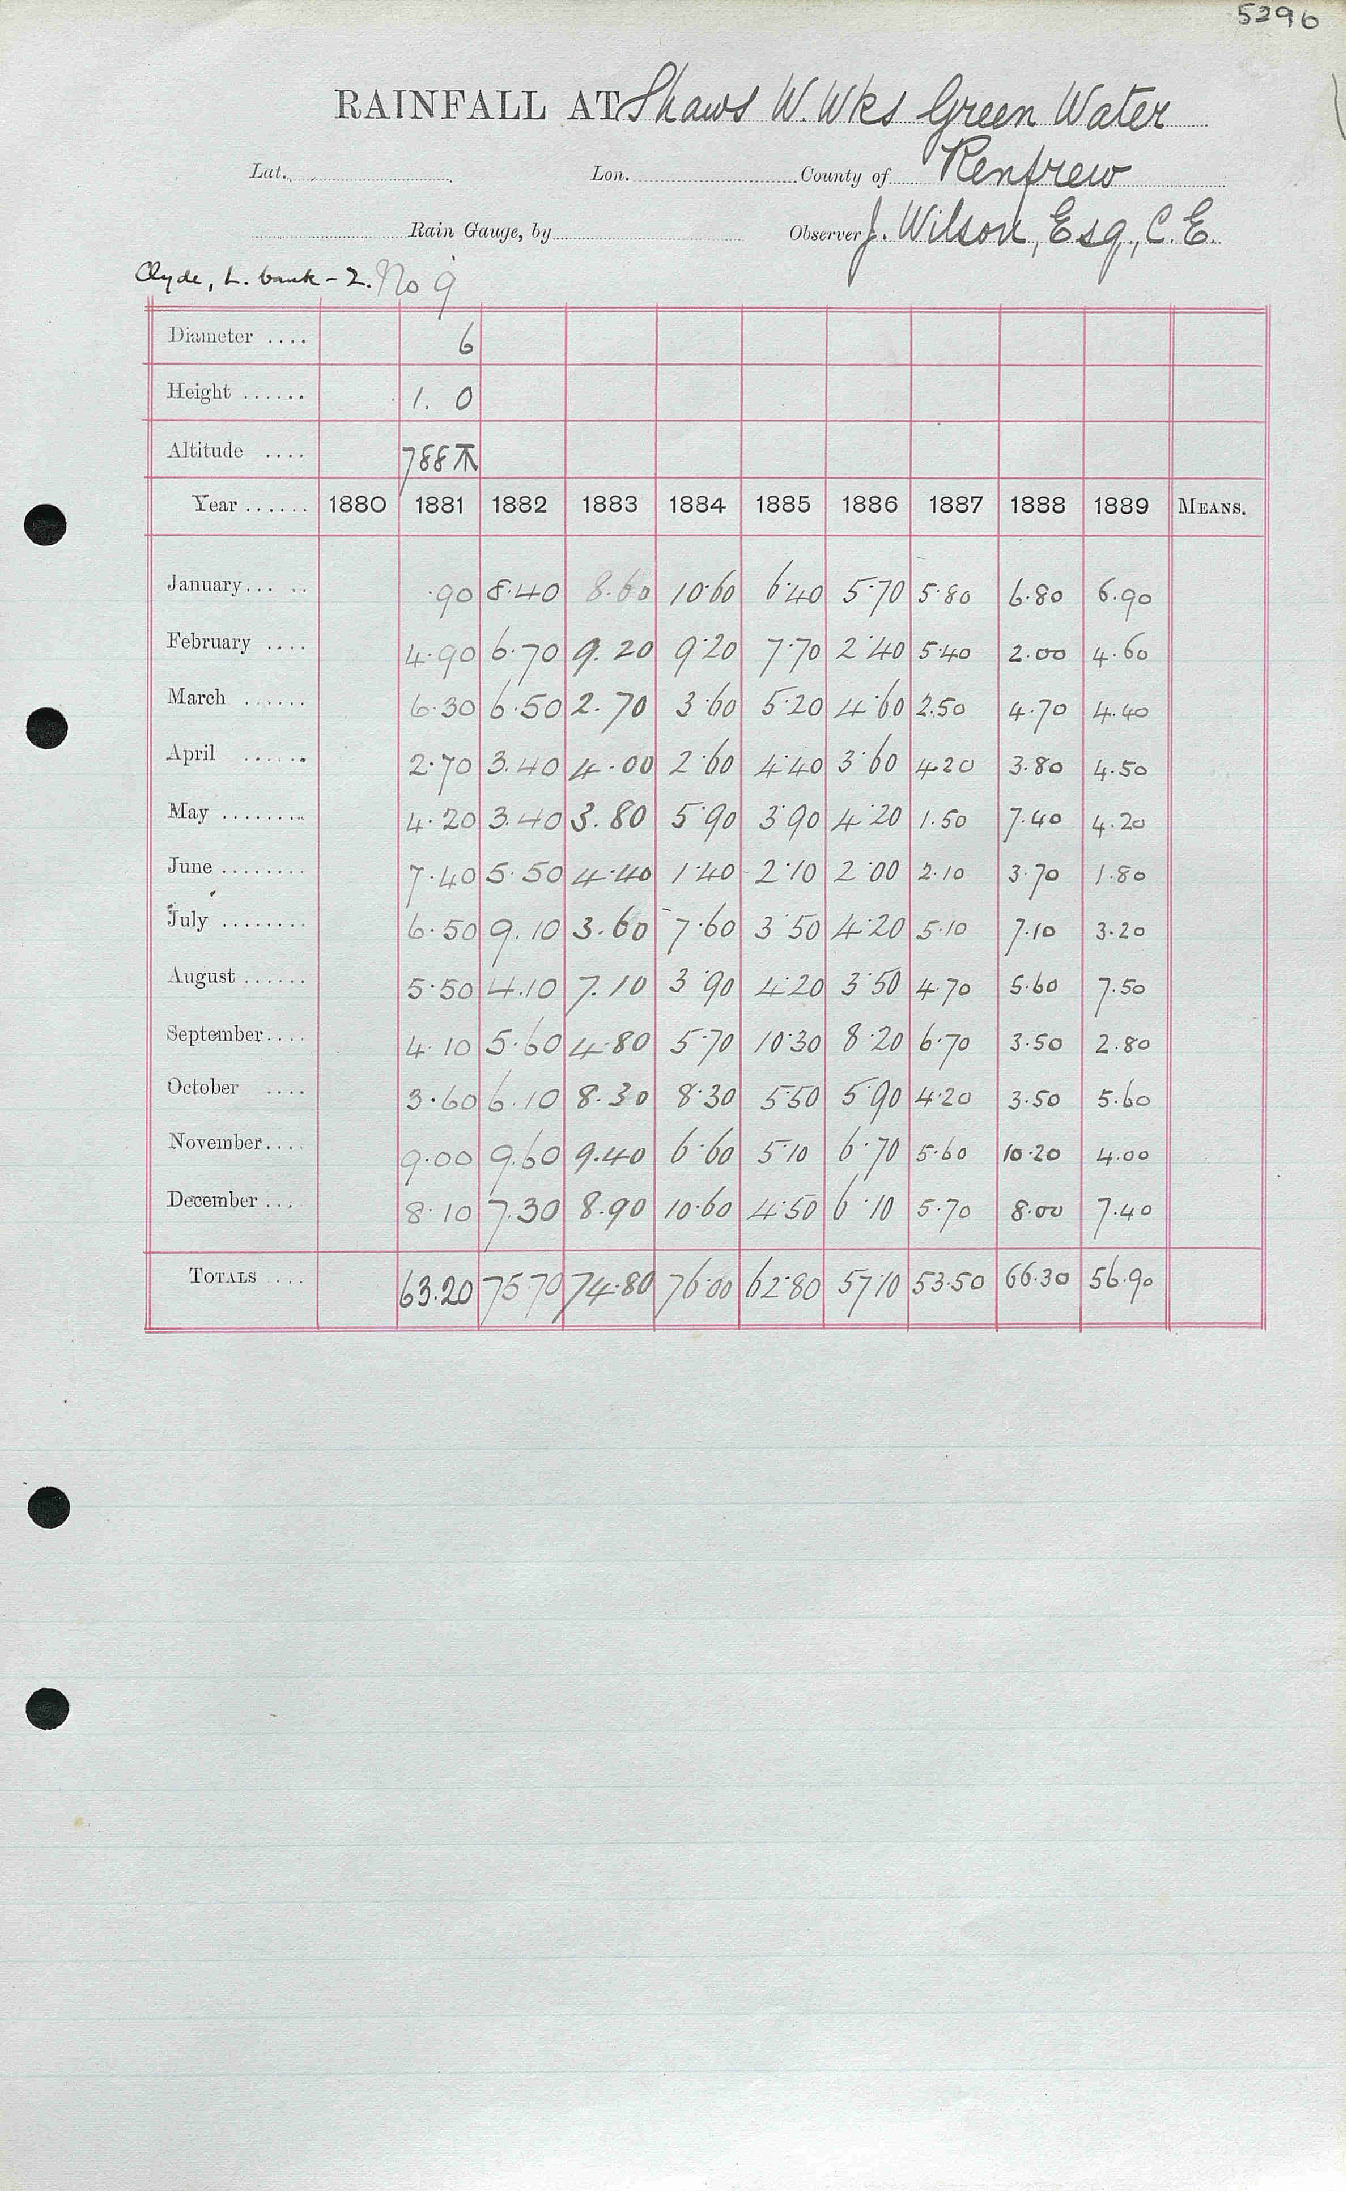 5296
RAINFALL AT Shaws W. Wks Green Water
Lat. Lon. County of Renfrew
Rain Gauge, by Observer J. Wilson, Esq., C.E.
Clyde, L. bank - 2. No 9
Diameter .... 6
Height ...... 1. 0
Altitude .... 788
Year ...... 1880 1881 1882 1883 1884 1885 1886 1887 1888 1889 MEANS.
January... .. .90 8.40 8.60 10.60 6.40 5.70 5.80 6.80 6.90
February .... 4.90 6.70 9.20 9.20 7.70 2.40 5.40 2.00 4.60
March ...... 6.30 6.50 2.70 3.60 5.20 4.60 2.50 4.70 4.40
April ...... 2.70 3.40 4.00 2.60 4.40 3.60 4.20 3.80 4.50
May ........ 4.20 3.40 3.80 5.90 3.90 4.20 1.50 7.40 4.20
June ........ 7.40 5.50 4.40 1.40 2.10 2.00 2.10 3.70 1.80
July ........ 6.50 9.10 3.60 7.60 3.50 4.20 5.10 7.10 3.20
August ...... 5.50 4.10 7.10 3.90 4.20 3.50 4.70 5.60 7.50
September.... 4.10 5.60 4.80 5.70 10.30 8.20 6.70 3.50 2.80
October .... 3.60 6.10 8.30 8.30 5.50 5.90 4.20 3.50 5.60
November.... 9.00 9.60 9.40 6.60 5.10 6.70 5.60 10.20 4.00
December .... 8.10 7.30 8.90 10.60 4.50 6.10 5.70 8.00 7.40
TOTALS .... 63.20 75.70 74.80 76.00 62.80 57.10 53.50 66.30 56.90